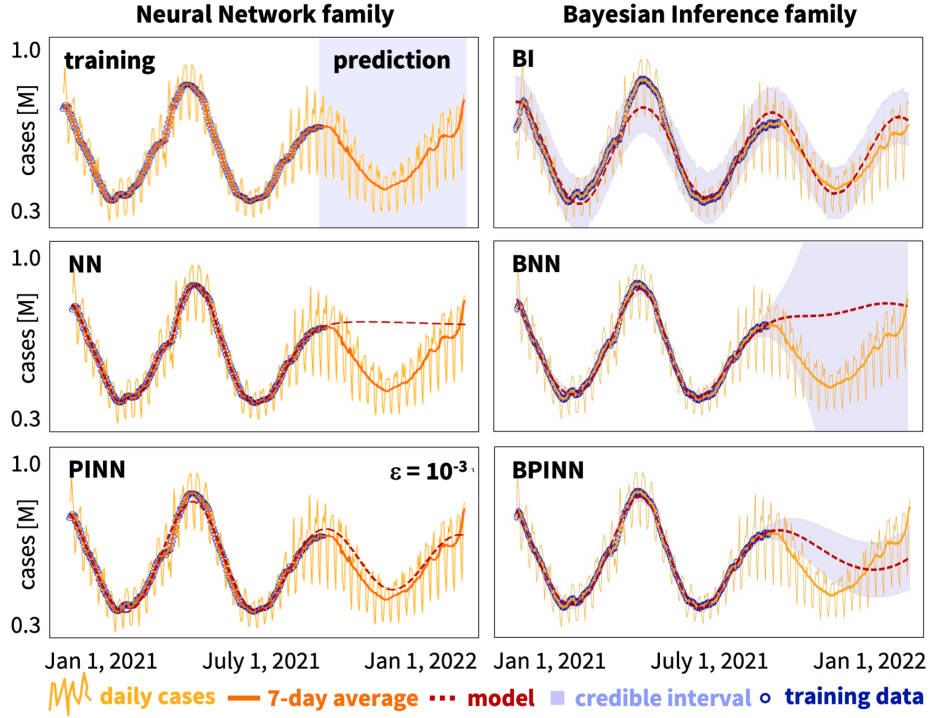 Neural Network family
Bayesian Inference family
1.0
training
prediction
BI
cases [M]
0.3
1.0
NN
BNN
cases [M]
0.3
1.0
PINN
ε = 10-3
BPINN
cases [M]
0.3
Jan 1, 2021
July 1, 2021
Jan 1, 2022
Jan 1, 2021
July 1, 2021
Jan 1, 2022
daily cases
7-day average
model
credible interval
training data